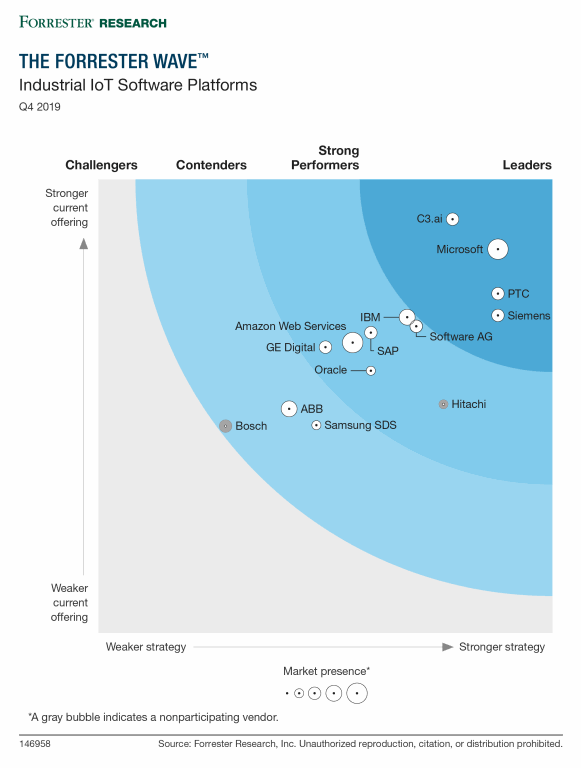 FORRESTER® RESEARCH
THE FORRESTER WAVE™
Industrial IoT Software Platforms
Q4 2019
Challengers
Contenders
Strong
Performers
Leaders
Stronger
current
offering
C3.ai
Microsoft
PTC
Siemens
IBM
Software AG
Amazon Web Services
GE Digital
SAP
Oracle
Hitachi
ABB
Bosch
Samsung SDS
Weaker
current
offering
Weaker strategy
Stronger strategy
Market presence*
*A gray bubble indicates a nonparticipating vendor.
146958
Source: Forrester Research, Inc. Unauthorized reproduction, citation, or distribution prohibited.